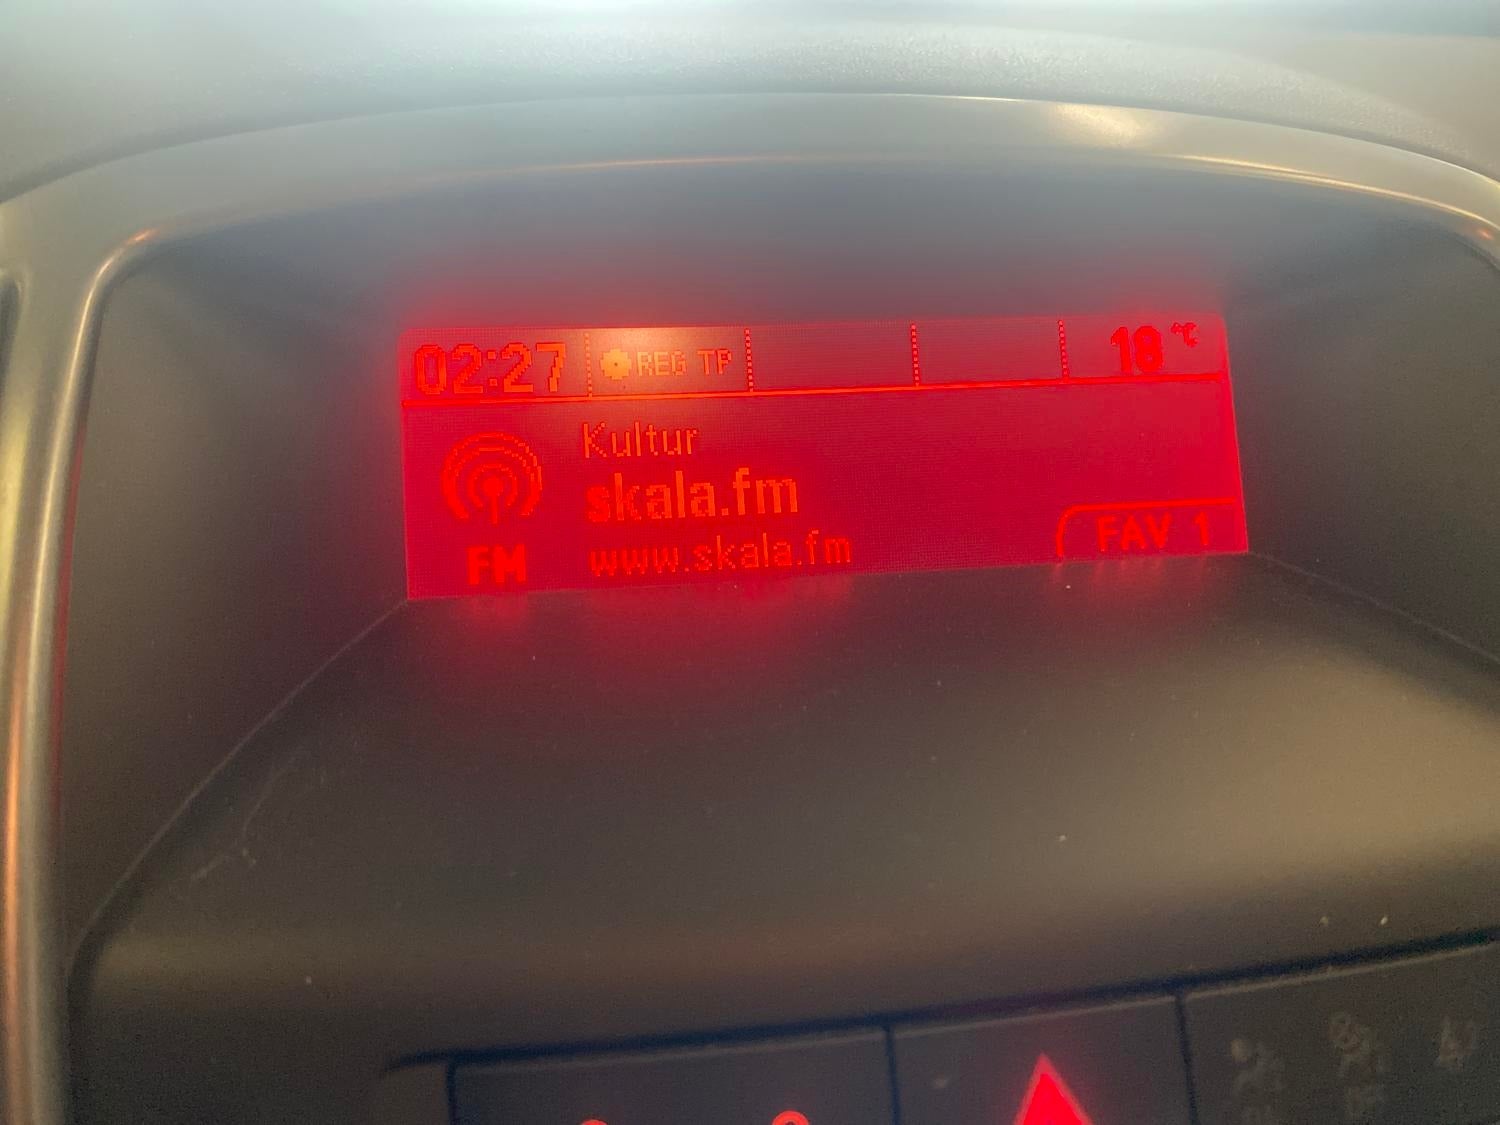 02:27 REG TP 18 °C
Kultur
skala.fm
www.skala.fm
FM
FAV 1